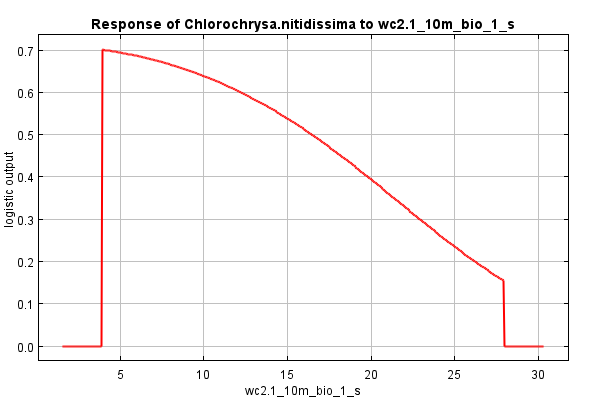 Response of Chlorochrysa.nitidissima to wc2.1_10m_bio_1_s
logistic output
0.7
0.6
0.5
0.4
0.3
0.2
0.1
0.0
5 10 15 20 25 30
wc2.1_10m_bio_1_s